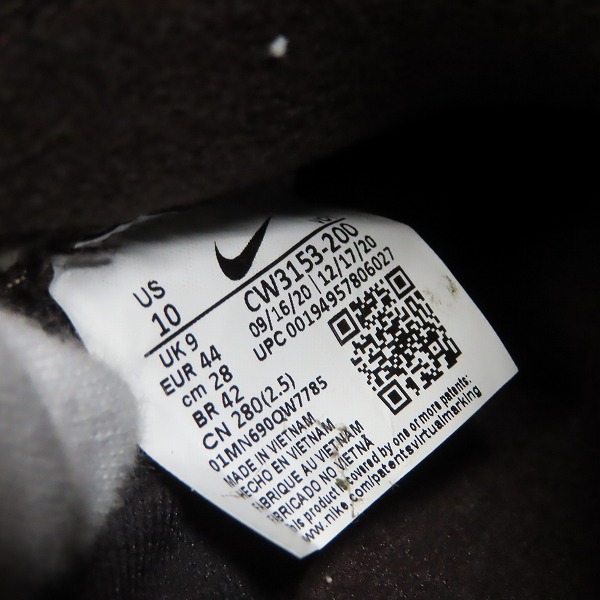 US
10
CW3153-200
09/16/20 | 12/17/20
UPC 00194957806027
UK 9
EUR 44
cm 28
BR 42
CN 280(2.5)
01MN690QW7785
MADE IN VIETNAM
HECHO EN VIETNAM
FABRIQUE AU VIETNAM
FABRICADO NO VIETNÃ
his product is covered by one or more patents:
www.nike.com/patentsvirtualmarking